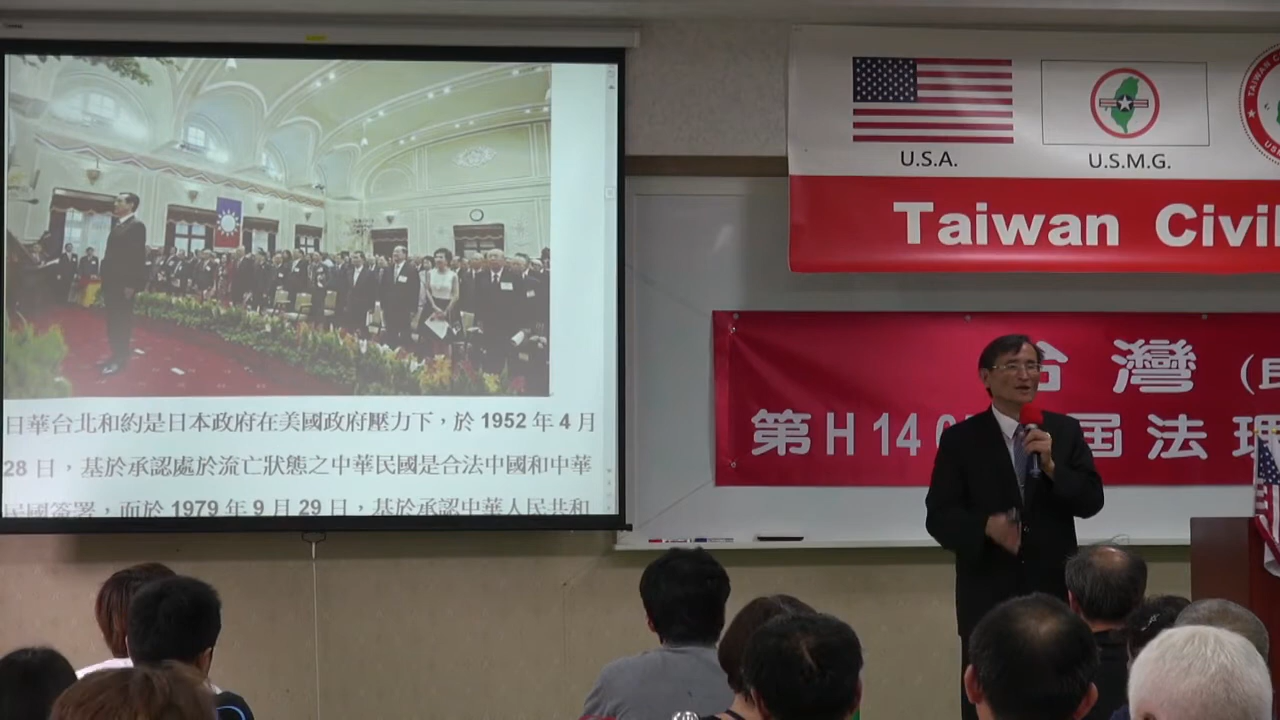 日華台北和約是日本政府在美國政府壓力下，於 1952 年 4 月
28 日，基於承認處於流亡狀態之中華民國是合法中國和中華
民國簽署，而於 1979 年 9 月 29 日，基於承認中華人民共和
U.S.A.
U.S.M.G.
TAIWAN
Taiwan Civil
台灣（民
第 H 14 屆法理